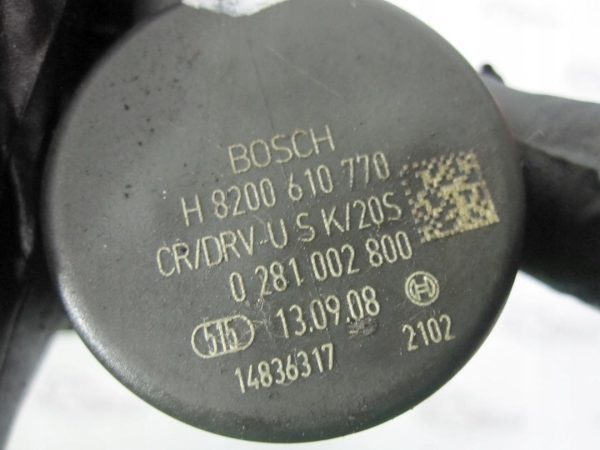 BOSCH
H 8200 610 770
CR/DRV-U S K/20S
0 281 002 800
515 13.09.08
14836317 2102